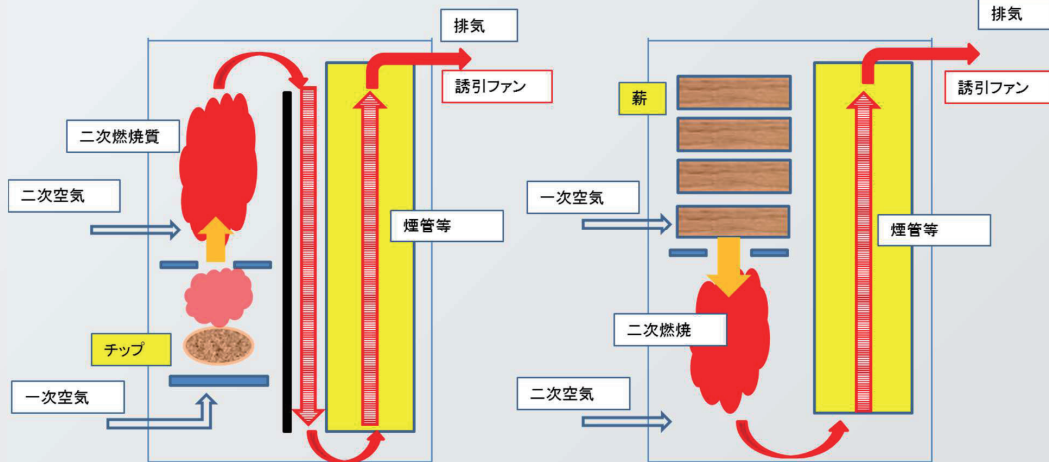 排気
誘引ファン
二次燃焼質
二次空気
煙管等
チップ
一次空気
排気
誘引ファン
薪
一次空気
煙管等
二次燃焼
二次空気